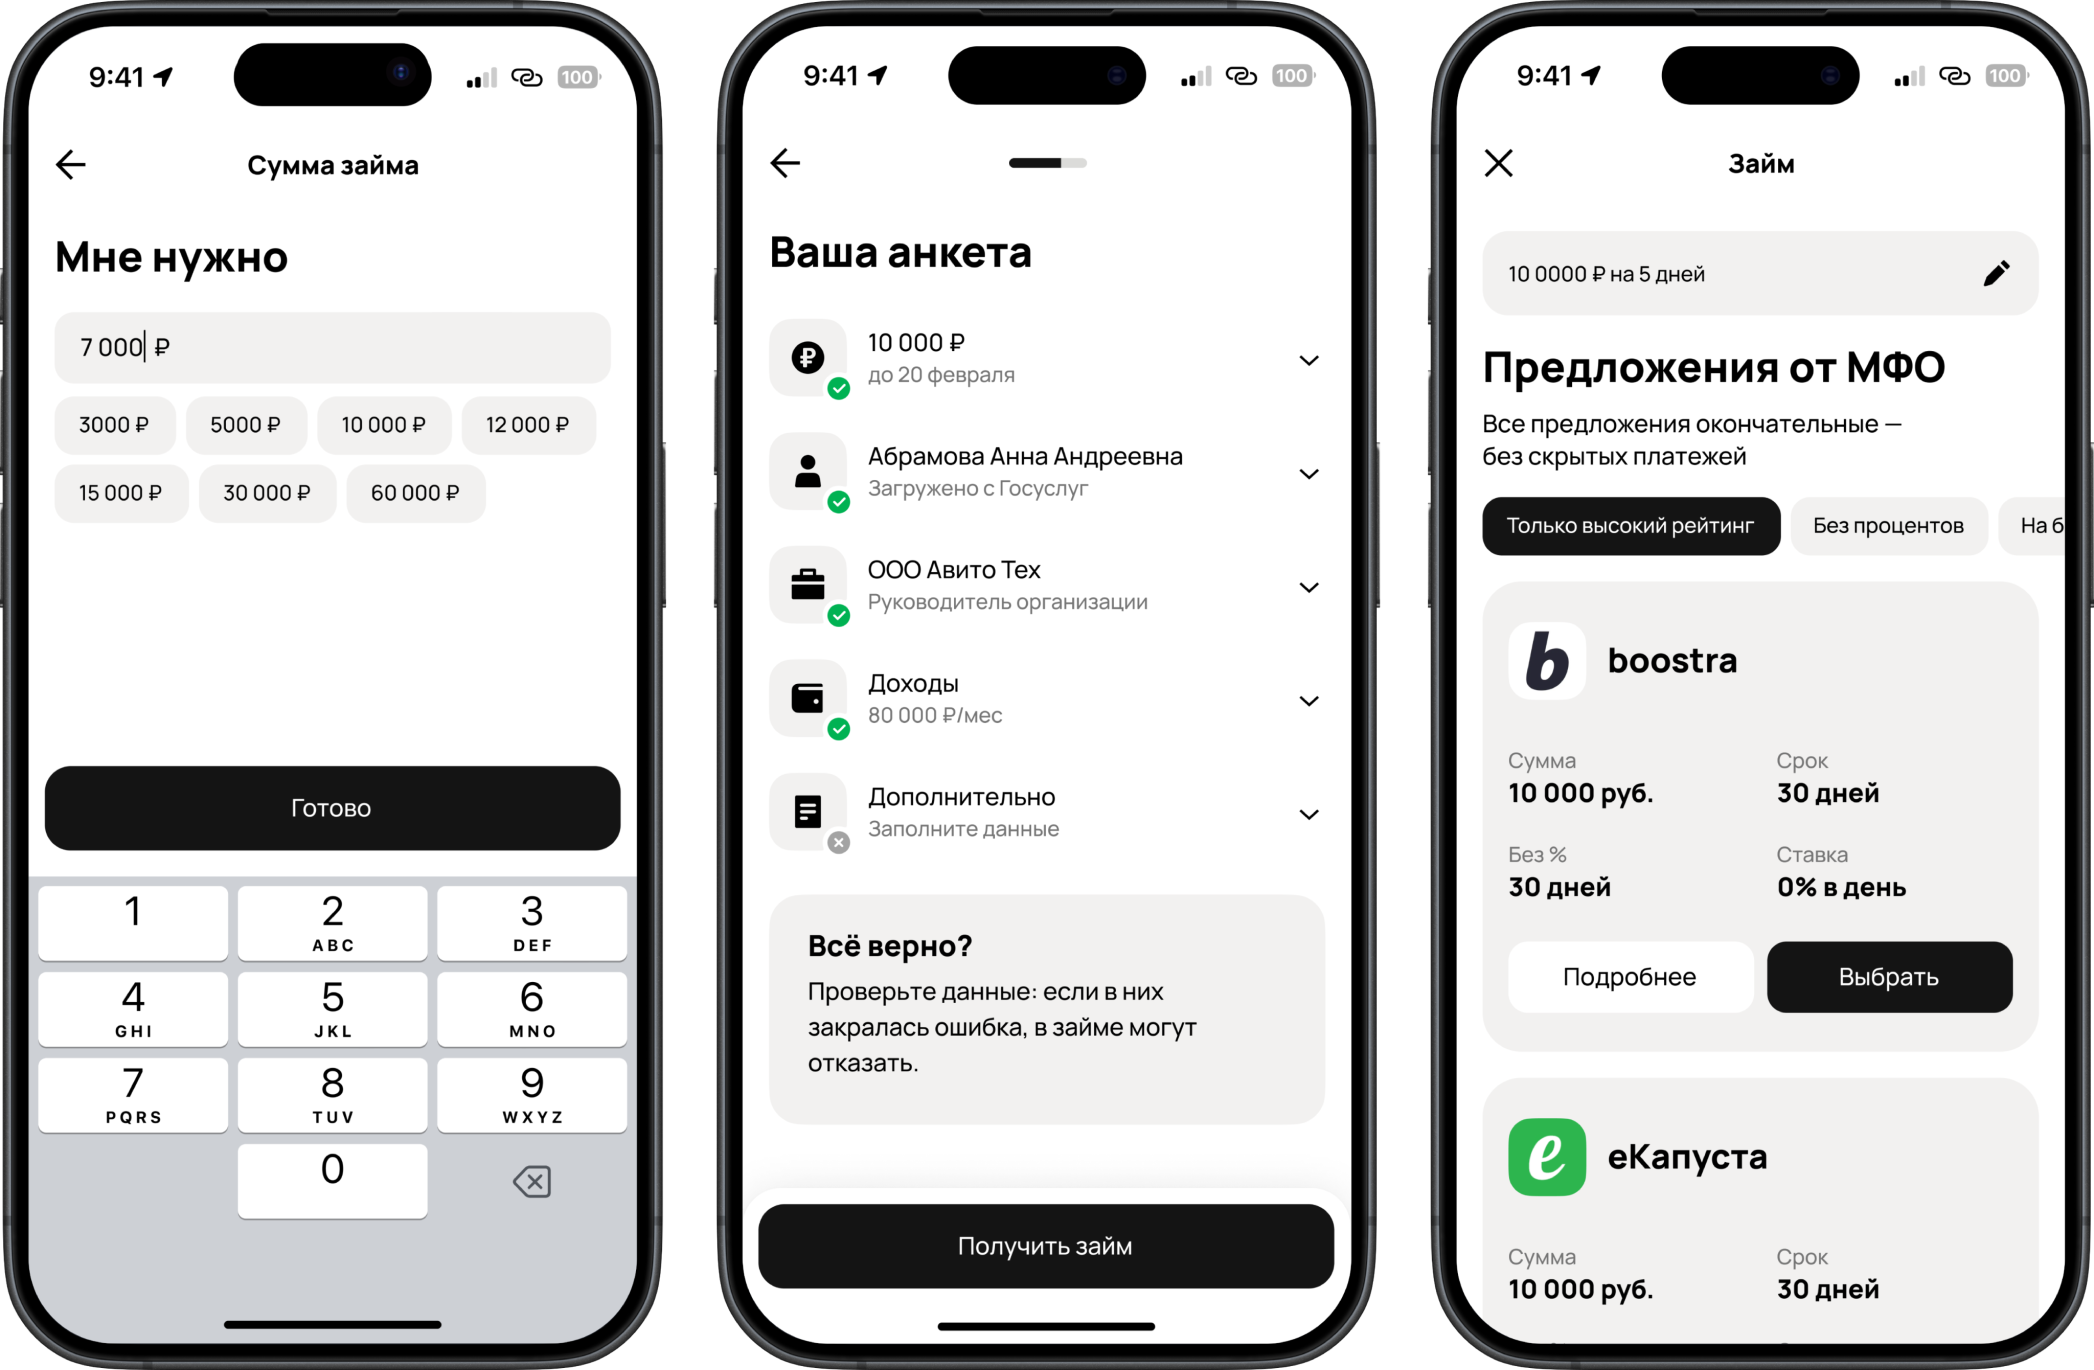 9:41
100
Сумма займа
Мне нужно
7 000 ₽
3000 ₽
5000 ₽
10 000 ₽
12 000 ₽
15 000 ₽
30 000 ₽
60 000 ₽
Готово
1
2
ABC
3
DEF
4
GHI
5
JKL
6
MNO
7
PQRS
8
TUV
9
WXYZ
0
9:41
100
Ваша анкета
10 000 ₽
до 20 февраля
Абрамова Анна Андреевна
Загружено с Госуслуг
ООО Авито Тех
Руководитель организации
Доходы
80 000 ₽/мес
Дополнительно
Заполните данные
Всё верно?
Проверьте данные: если в них
закралась ошибка, в займе могут
отказать.
Получить займ
9:41
100
Займ
10 0000 ₽ на 5 дней
Предложения от МФО
Все предложения окончательные —
без скрытых платежей
Только высокий рейтинг
Без процентов
На б
b
boostra
Сумма
10 000 руб.
Срок
30 дней
Без %
30 дней
Ставка
0% в день
Подробнее
Выбрать
e
еКапуста
Сумма
10 000 руб.
Срок
30 дней